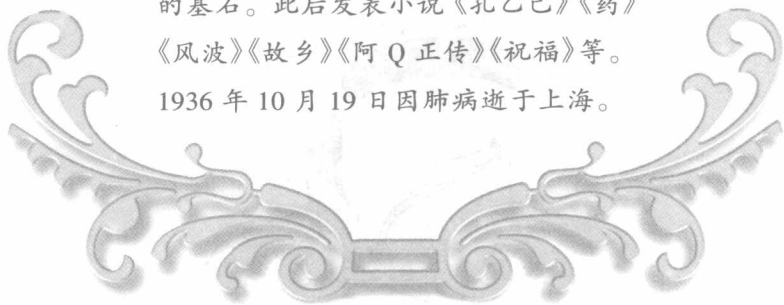 的基石。此后发表小说《孔乙己》《药》
《风波》《故乡》《阿Q正传》《祝福》等。
1936年10月19日因肺病逝于上海。